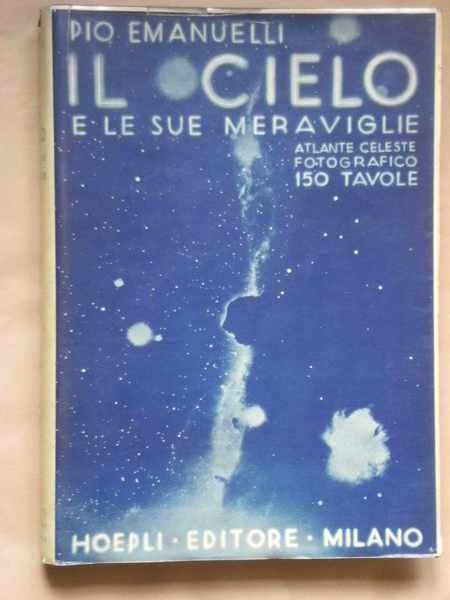 PIO EMANUELLI
IL CIELO
E LE SUE MERAVIGLIE
ATLANTE CELESTE
FOTOGRAFICO
150 TAVOLE
HOEPLI · EDITORE · MILANO